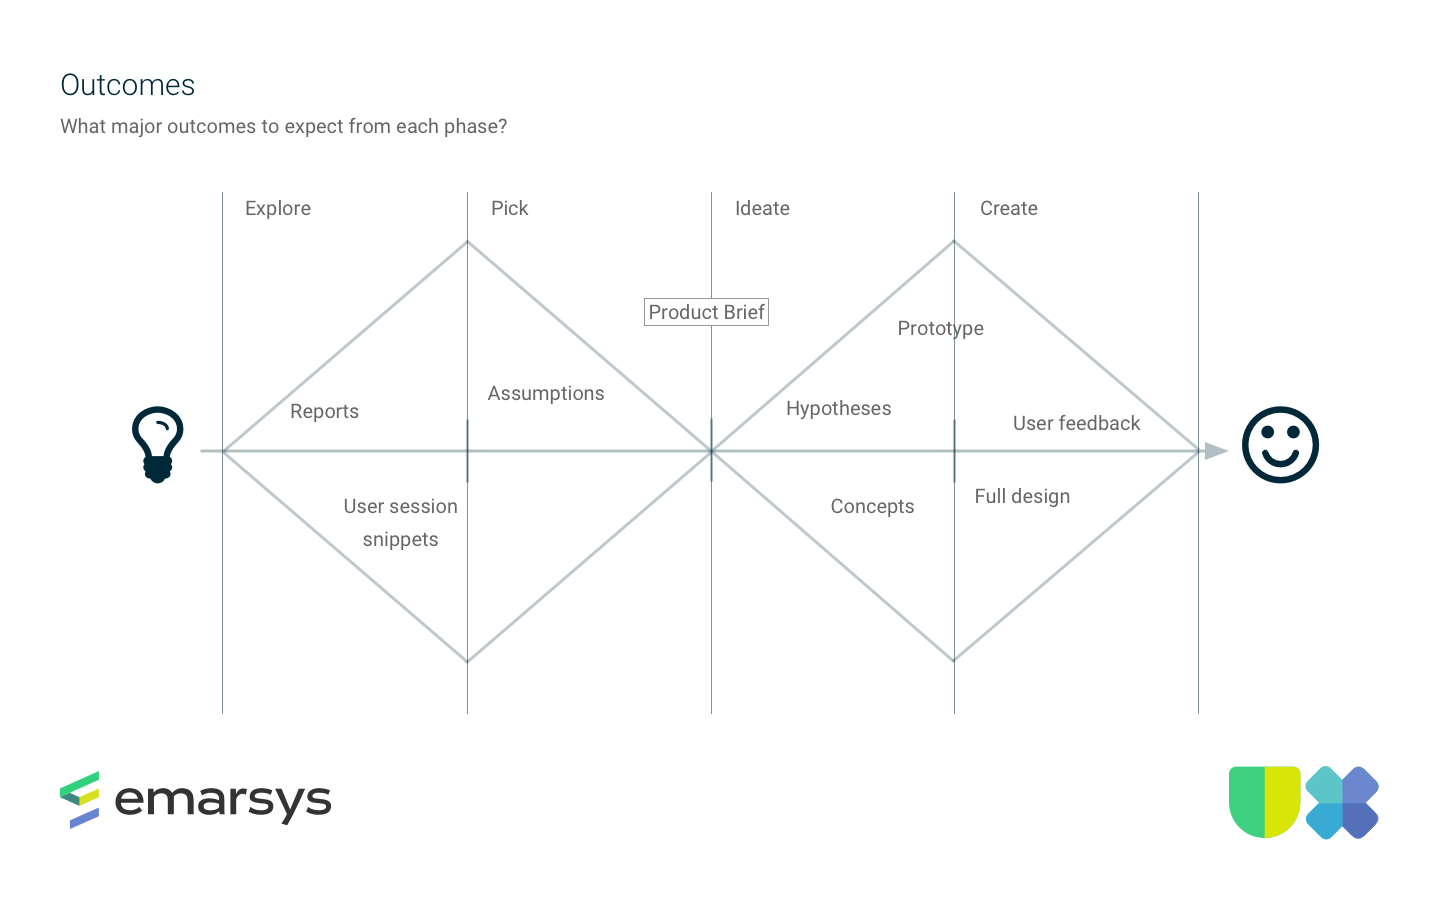 Outcomes
What major outcomes to expect from each phase?
Explore
Pick
Ideate
Create
Product Brief
Prototype
Assumptions
Reports
Hypotheses
User feedback
User session
snippets
Concepts
Full design
emarsys
UX